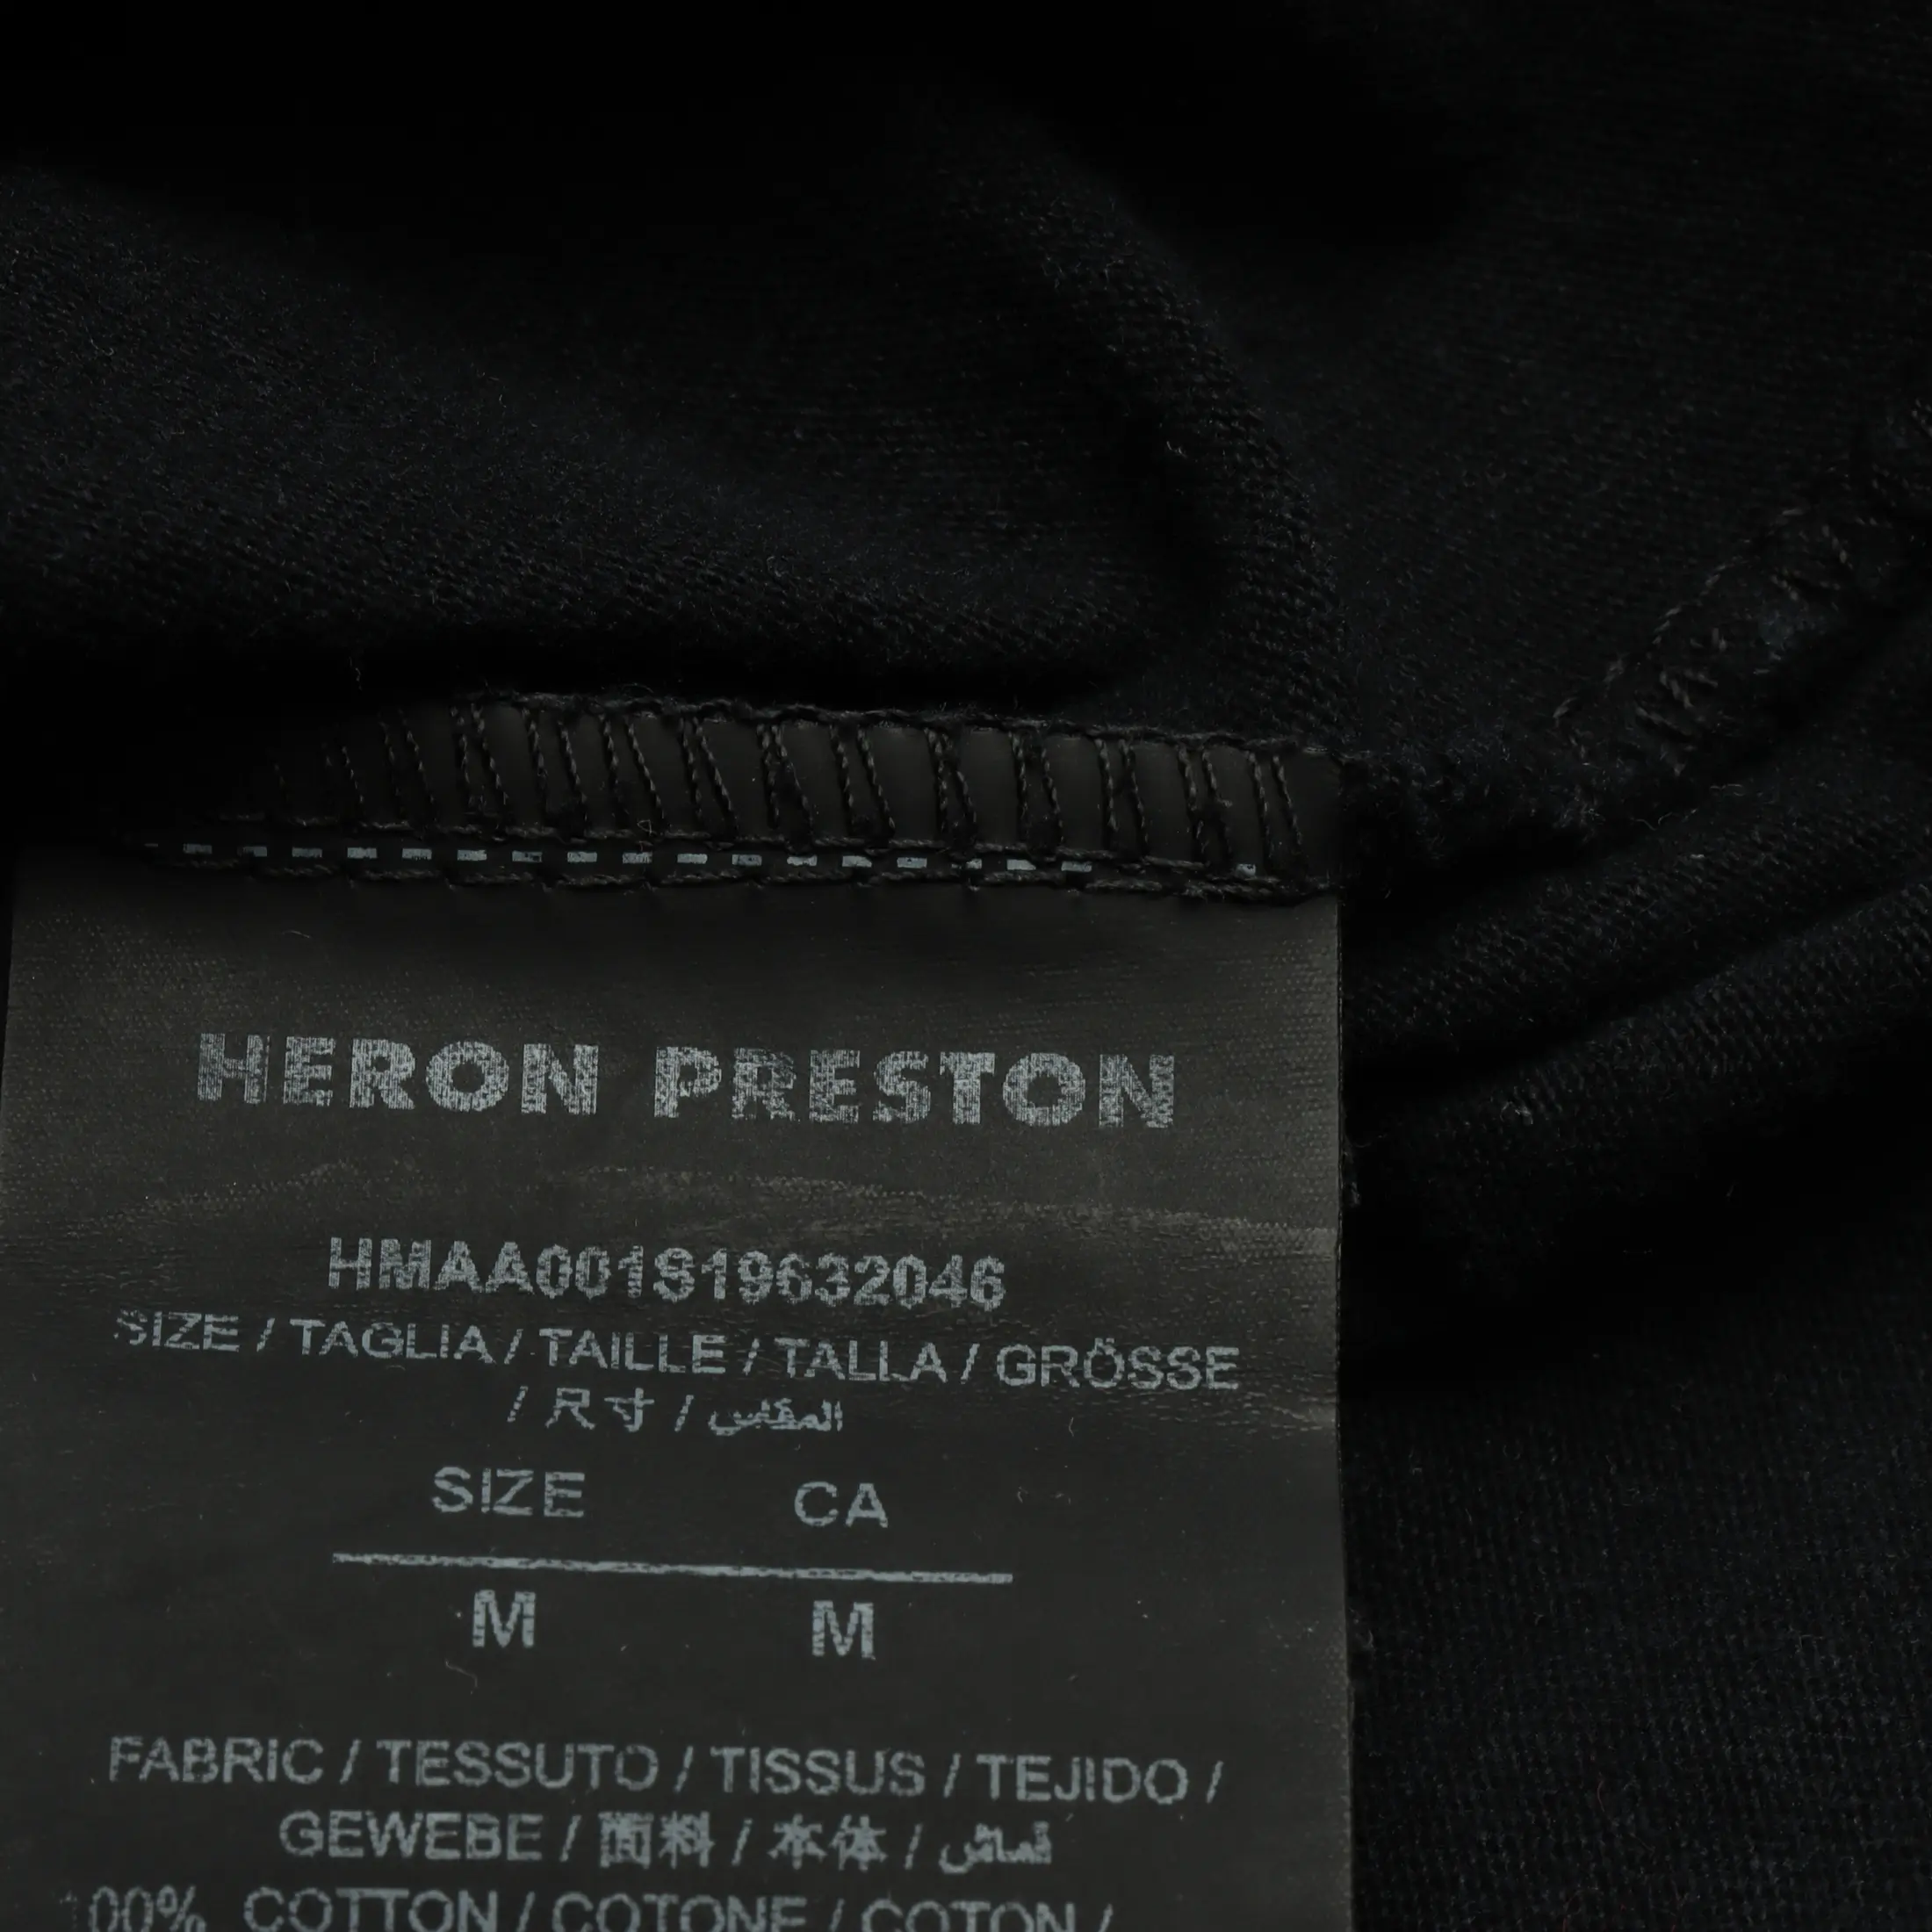 HERON PRESTON
HMAA001S19632046
SIZE / TAGLIA / TAILLE / TALLA / GRÖSSE
/ 尺寸 / المقاس
SIZE CA
M M
FABRIC / TESSUTO / TISSUS / TEJIDO /
GEWEBE / 面料 / 本体 / قماش
100% COTTON / COTONE / COTON /